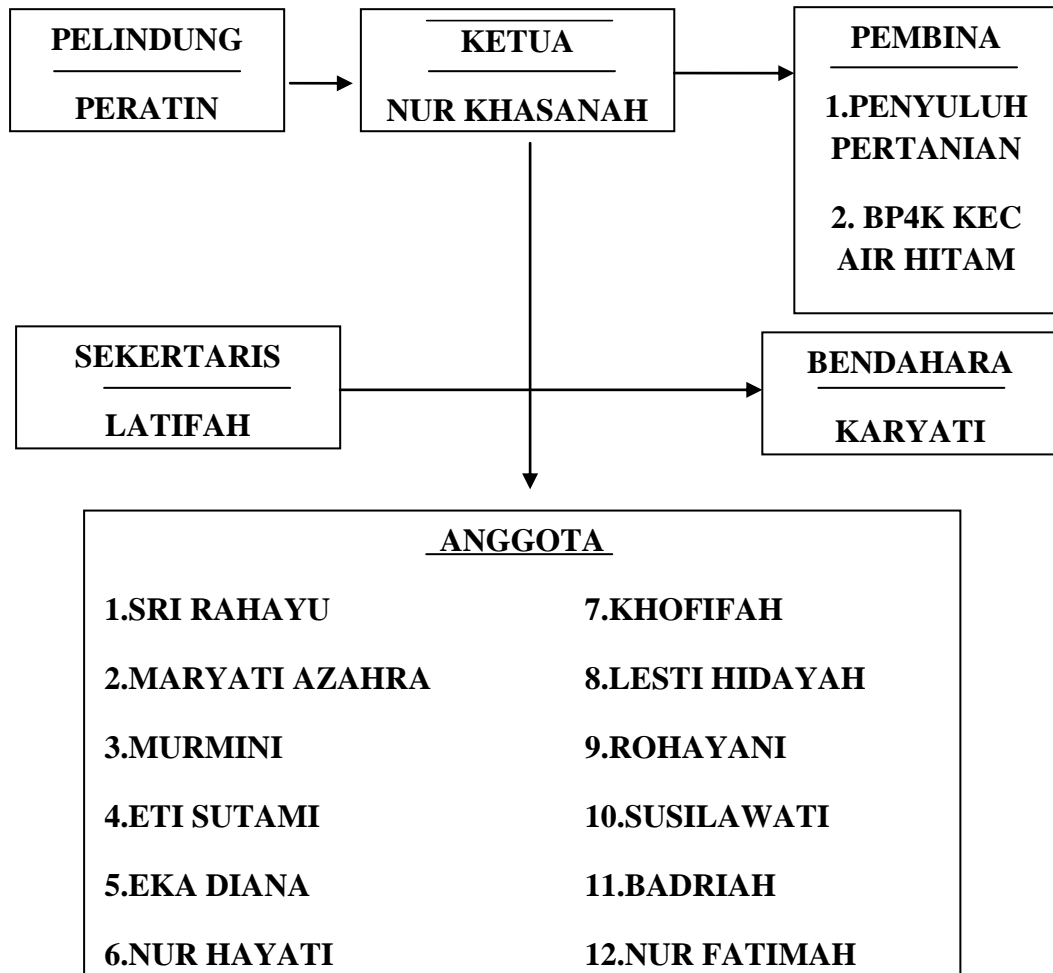 PELINDUNG
PERATIN
KETUA
NUR KHASANAH
PEMBINA
1.PENYULUH
PERTANIAN
2. BP4K KEC
AIR HITAM
SEKERTARIS
LATIFAH
BENDAHARA
KARYATI
ANGGOTA
1.SRI RAHAYU
2.MARYATI AZAHRA
3.MURMINI
4.ETI SUTAMI
5.EKA DIANA
6.NUR HAYATI
7.KHOFIFAH
8.LESTI HIDAYAH
9.ROHAYANI
10.SUSILAWATI
11.BADRIAH
12.NUR FATIMAH